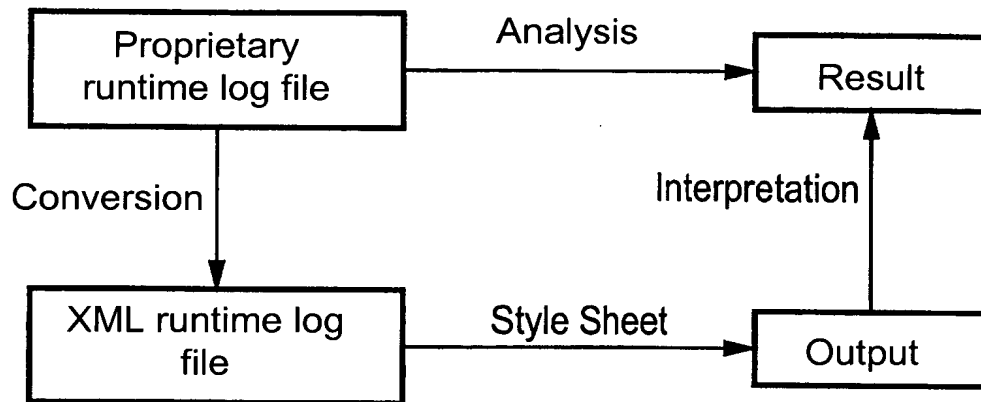 Proprietary
runtime log file
Analysis
Result
Conversion
Interpretation
XML runtime log
file
Style Sheet
Output